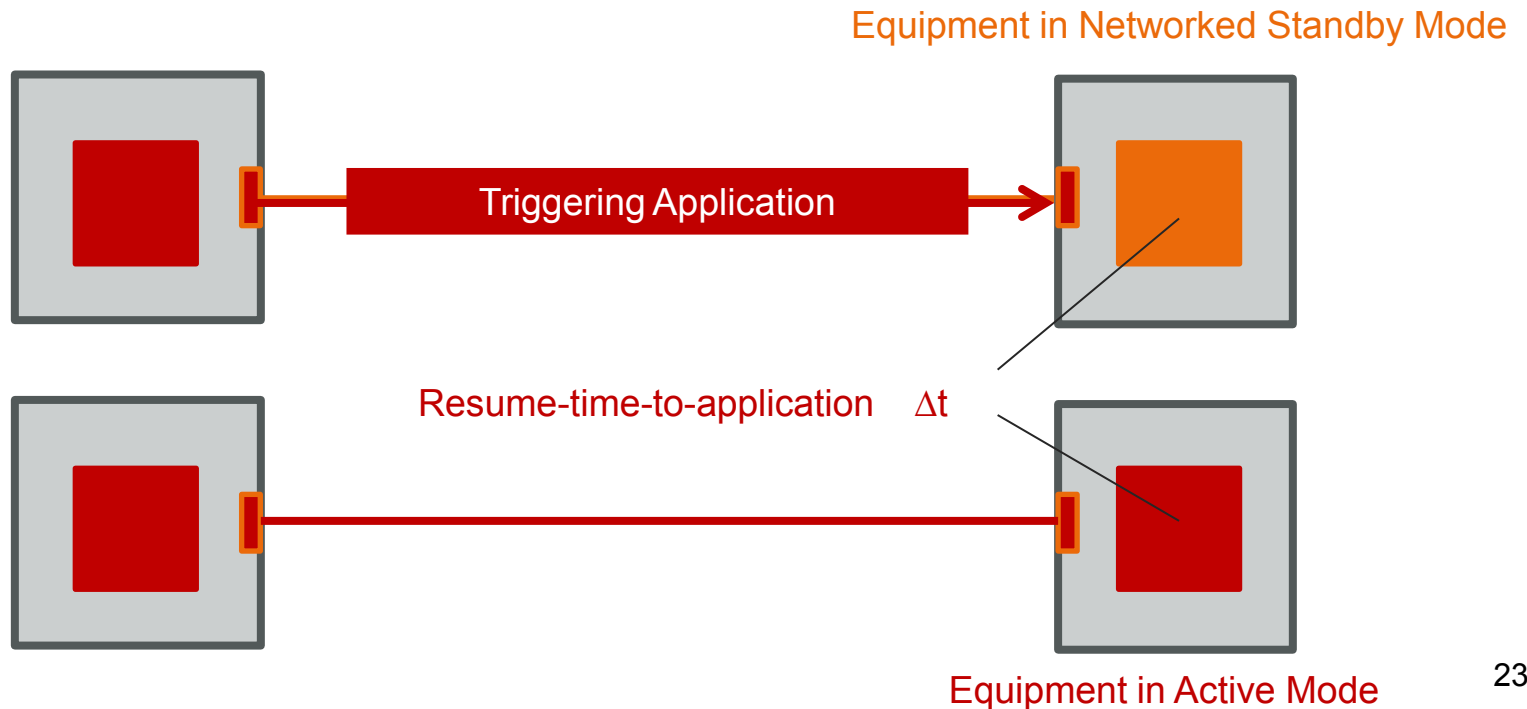 Equipment in Networked Standby Mode
Triggering Application
Resume-time-to-application Δt
Equipment in Active Mode
23